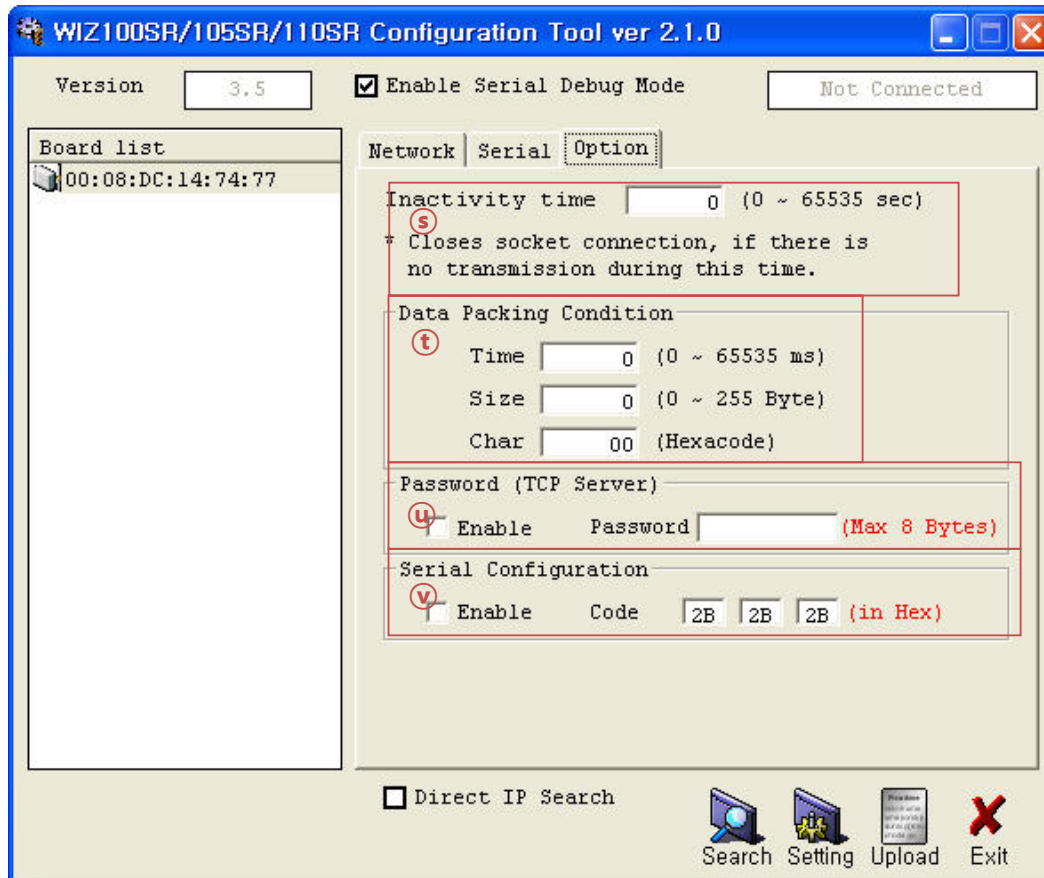 WIZ100SR/105SR/110SR Configuration Tool ver 2.1.0
Version 3.5 Enable Serial Debug Mode Not Connected
Board list
00:08:DC:14:74:77
Network Serial Option
Inactivity time 0 (0 ~ 65535 sec)
ⓢ
* Closes socket connection, if there is
no transmission during this time.
Data Packing Condition
ⓣ
Time 0 (0 ~ 65535 ms)
Size 0 (0 ~ 255 Byte)
Char 00 (Hexacode)
Password (TCP Server)
ⓤ
Enable Password (Max 8 Bytes)
Serial Configuration
ⓥ
Enable Code 2B 2B 2B (in Hex)
Direct IP Search
Search Setting Upload Exit